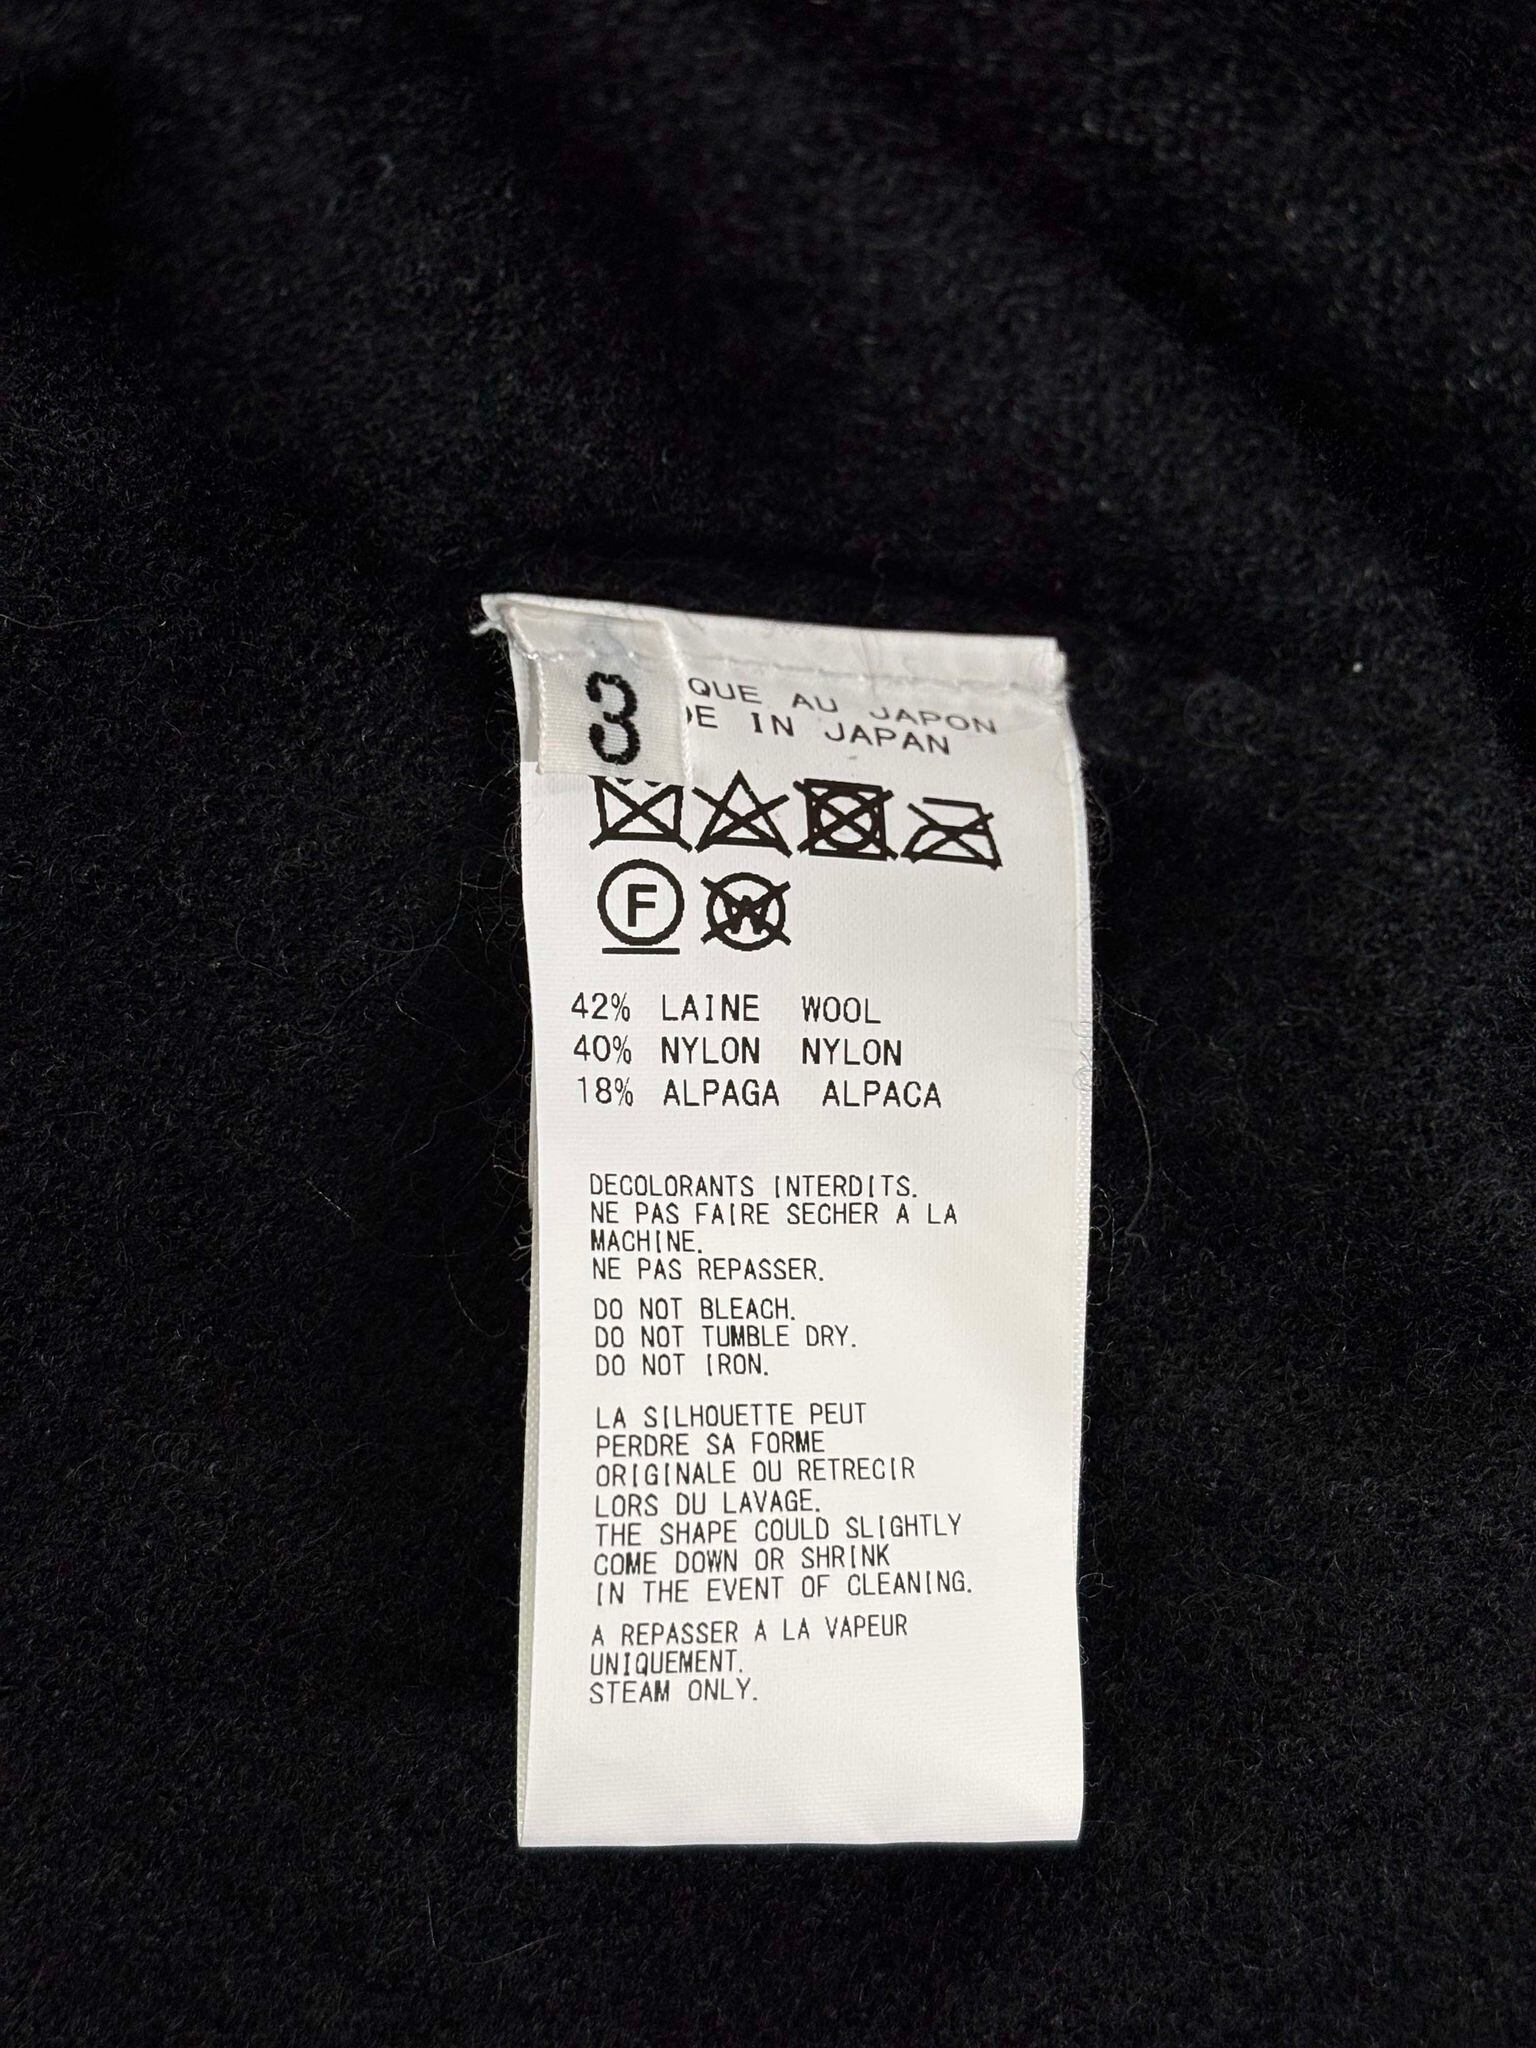 3
QUE AU JAPON
DE IN JAPAN
F W
42% LAINE WOOL
40% NYLON NYLON
18% ALPAGA ALPACA
DECOLORANTS INTERDITS.
NE PAS FAIRE SECHER A LA
MACHINE.
NE PAS REPASSER.
DO NOT BLEACH.
DO NOT TUMBLE DRY.
DO NOT IRON.
LA SILHOUETTE PEUT
PERDRE SA FORME
ORIGINALE OU RETRECIR
LORS DU LAVAGE.
THE SHAPE COULD SLIGHTLY
COME DOWN OR SHRINK
IN THE EVENT OF CLEANING.
A REPASSER A LA VAPEUR
UNIQUEMENT.
STEAM ONLY.